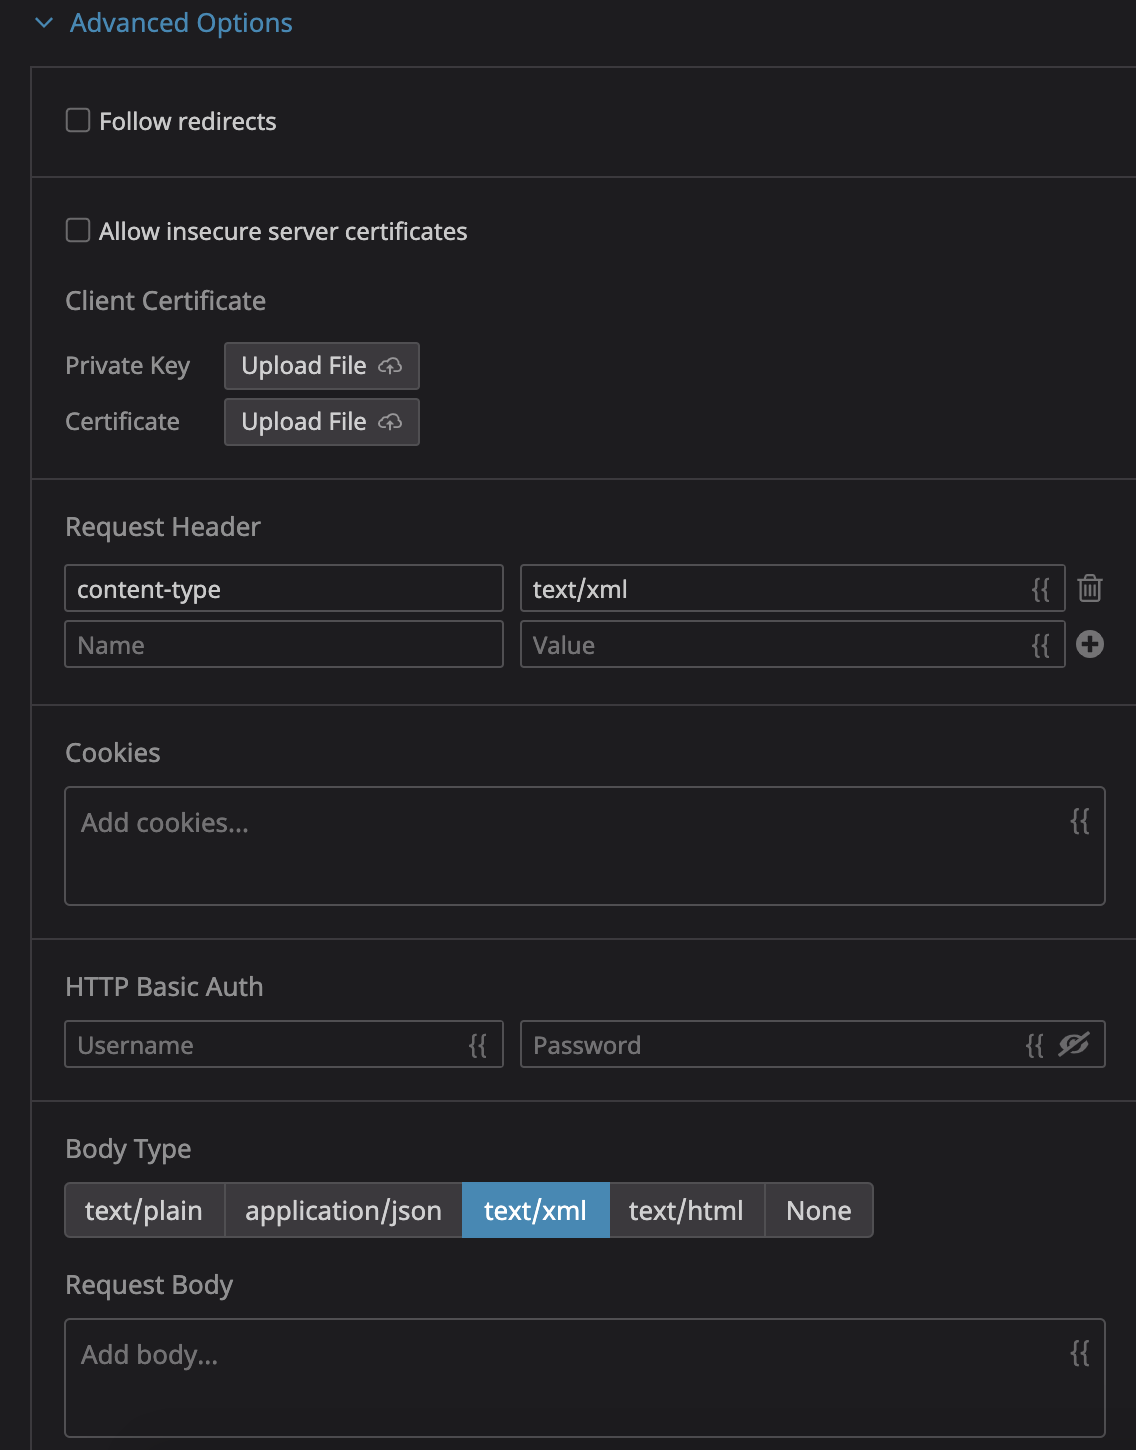 Advanced Options
Follow redirects
Allow insecure server certificates
Client Certificate
Private Key Upload File
Certificate Upload File
Request Header
content-type text/xml {{
Name Value {{
Cookies
Add cookies... {{
HTTP Basic Auth
Username {{ Password {{
Body Type
text/plain application/json text/xml text/html None
Request Body
Add body... {{